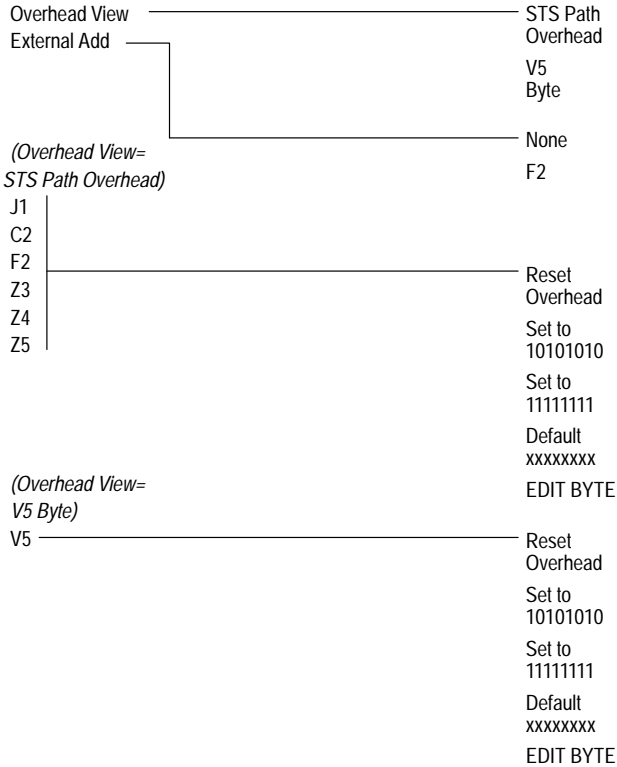 Overhead View
STS Path
Overhead
V5
Byte
External Add
None
F2
(Overhead View=
STS Path Overhead)
J1
C2
F2
Z3
Z4
Z5
Reset
Overhead
Set to
10101010
Set to
11111111
Default
xxxxxxxx
EDIT BYTE
(Overhead View=
V5 Byte)
V5
Reset
Overhead
Set to
10101010
Set to
11111111
Default
xxxxxxxx
EDIT BYTE